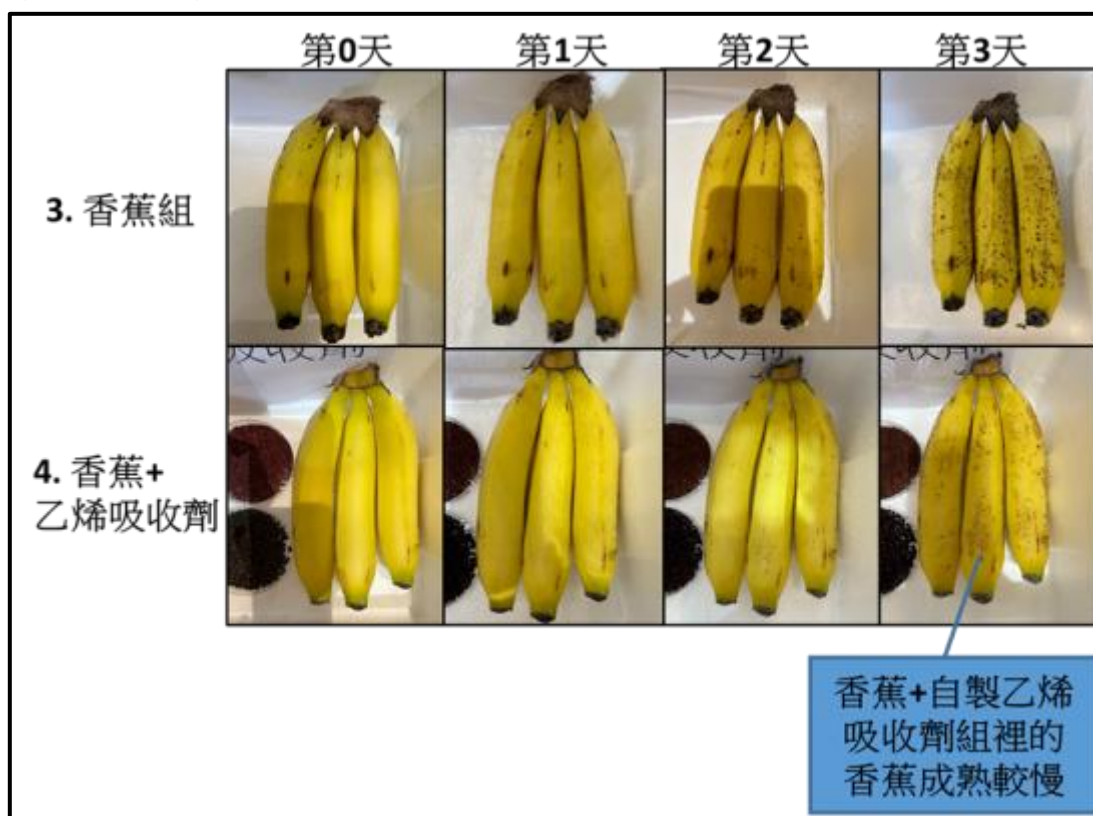 第0天
第1天
第2天
第3天
3. 香蕉組
4. 香蕉+
乙烯吸收劑
收劑
香蕉+自製乙烯
吸收劑組裡的
香蕉成熟較慢